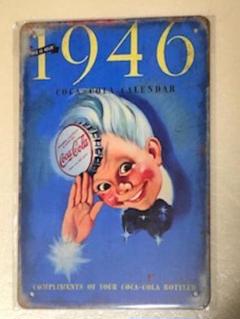 1946
COCA-COLA CALENDAR
Coca-Cola
COMPLIMENTS OF YOUR COCA-COLA BOTTLER